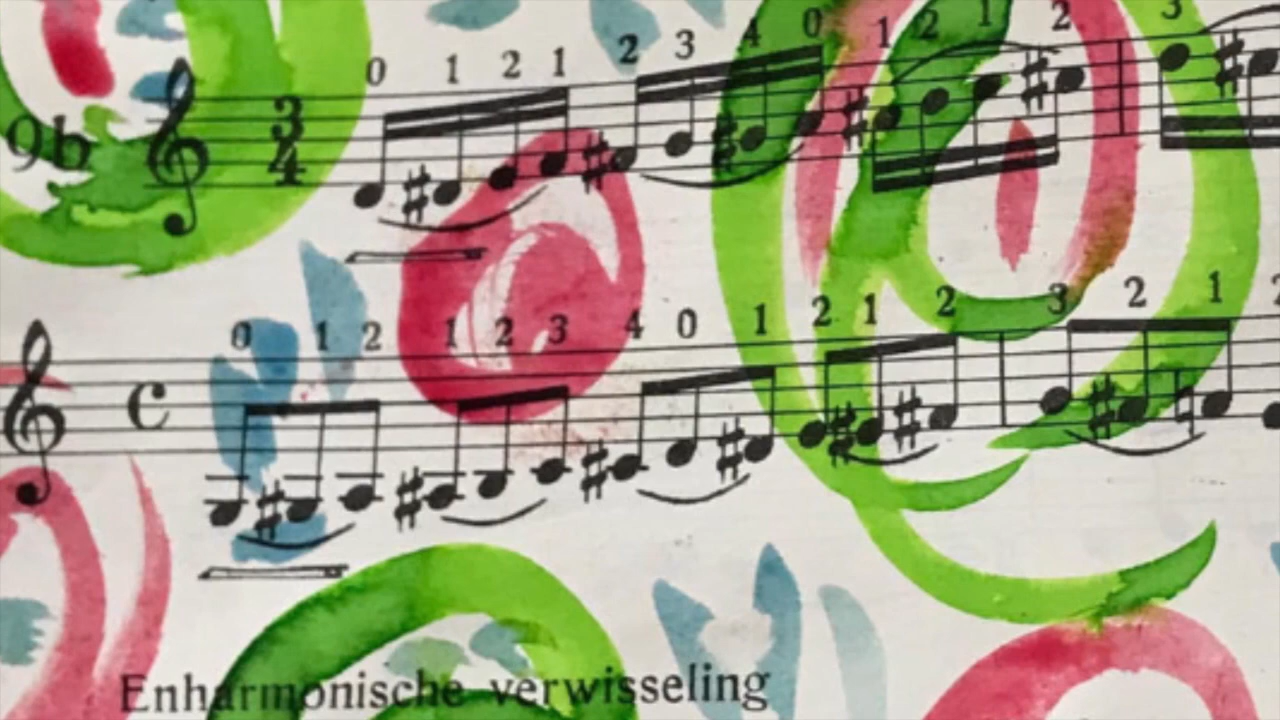 0 1 2 1 2 3 4 0 1 2 1 2 3
9b 3/4
0 1 2 1 2 3 4 0 1 2 1 2 3 2 1
C
Enharmonische verwisseling